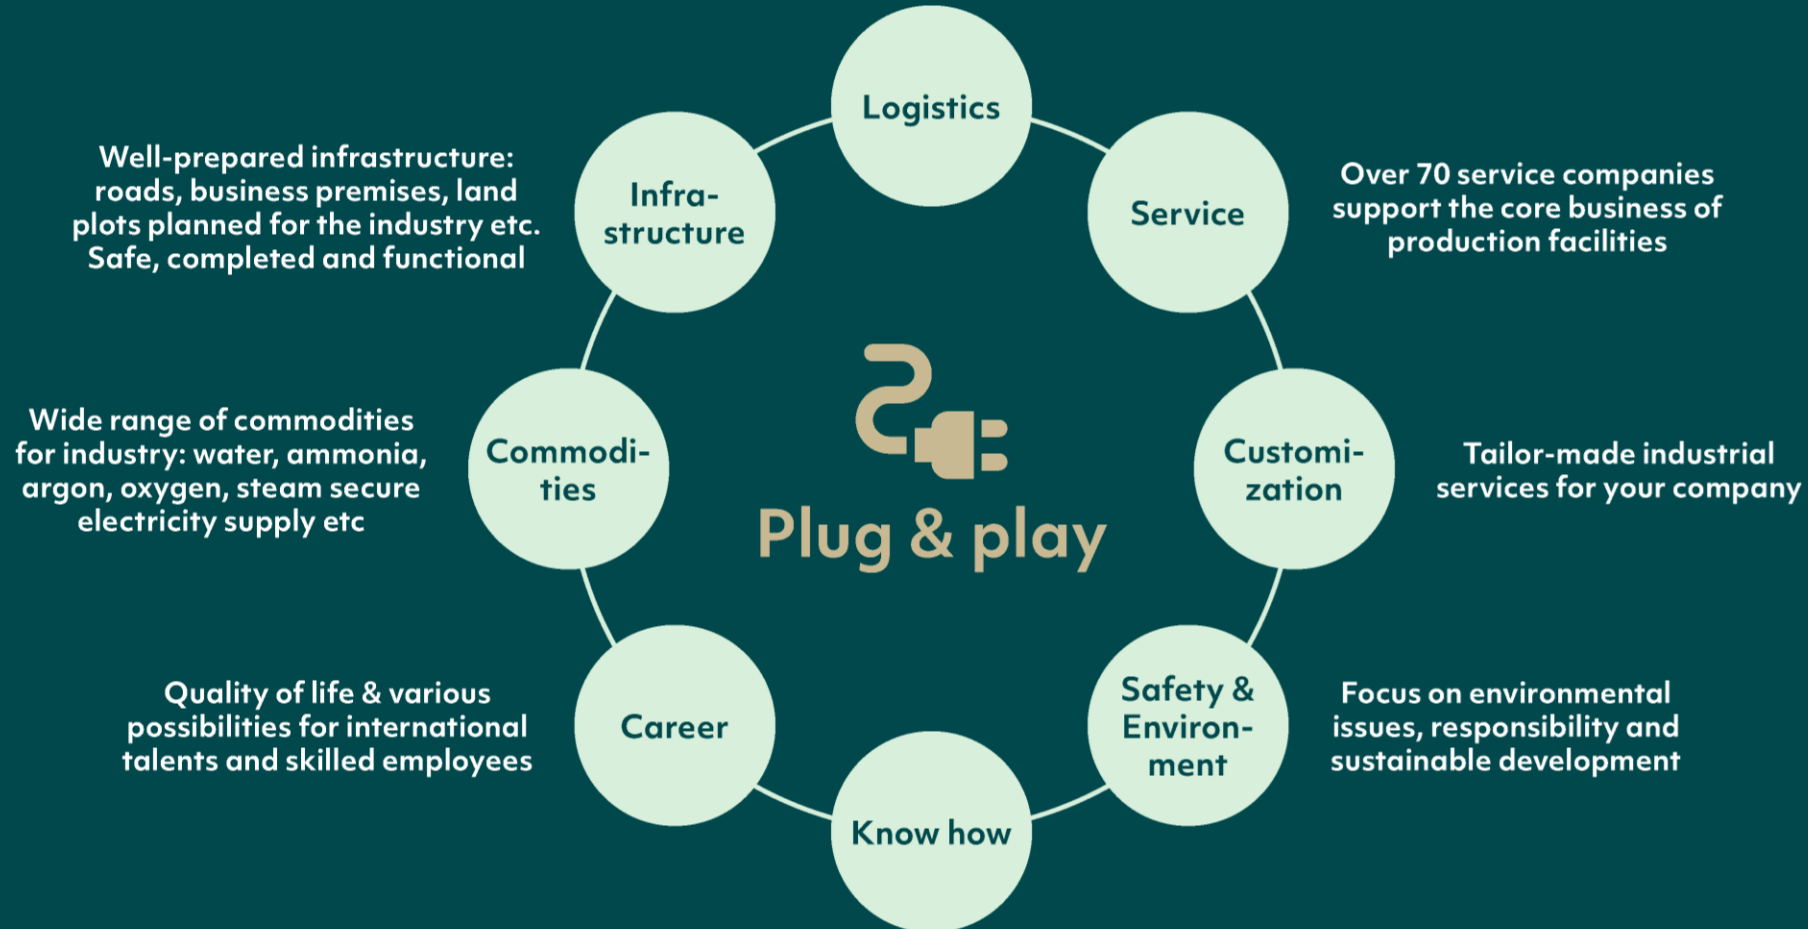 Logistics
Well-prepared infrastructure:
roads, business premises, land
plots planned for the industry etc.
Safe, completed and functional
Infra-
structure
Service
Over 70 service companies
support the core business of
production facilities
Wide range of commodities
for industry: water, ammonia,
argon, oxygen, steam secure
electricity supply etc
Commodi-
ties
Plug & play
Customi-
zation
Tailor-made industrial
services for your company
Quality of life & various
possibilities for international
talents and skilled employees
Career
Safety &
Environ-
ment
Focus on environmental
issues, responsibility and
sustainable development
Know how